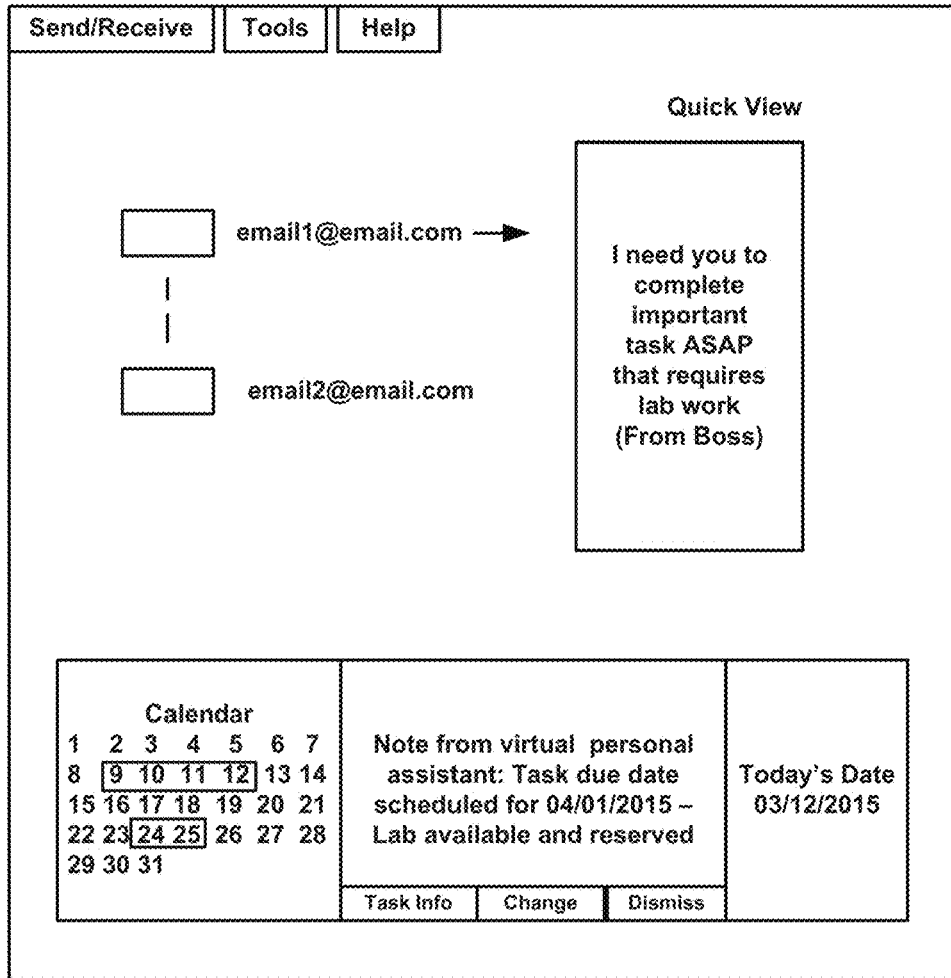 Send/Receive Tools Help
Quick View
email1@email.com
I need you to
complete
important
task ASAP
that requires
lab work
(From Boss)
email2@email.com
Calendar
1 2 3 4 5 6 7
8 9 10 11 12 13 14
15 16 17 18 19 20 21
22 23 24 25 26 27 28
29 30 31
Note from virtual personal
assistant: Task due date
scheduled for 04/01/2015 –
Lab available and reserved
Task Info Change Dismiss
Today's Date
03/12/2015